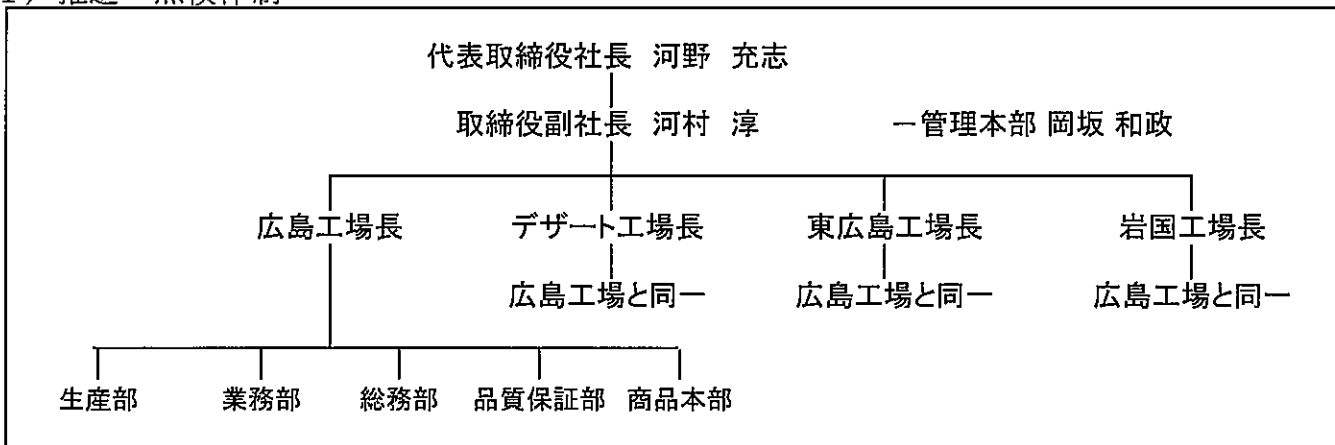 代表取締役社長 河野 充志
取締役副社長 河村 淳 ー管理本部 岡坂 和政
広島工場長 デザート工場長 東広島工場長 岩国工場長
広島工場と同一 広島工場と同一 広島工場と同一
生産部 業務部 総務部 品質保証部 商品本部